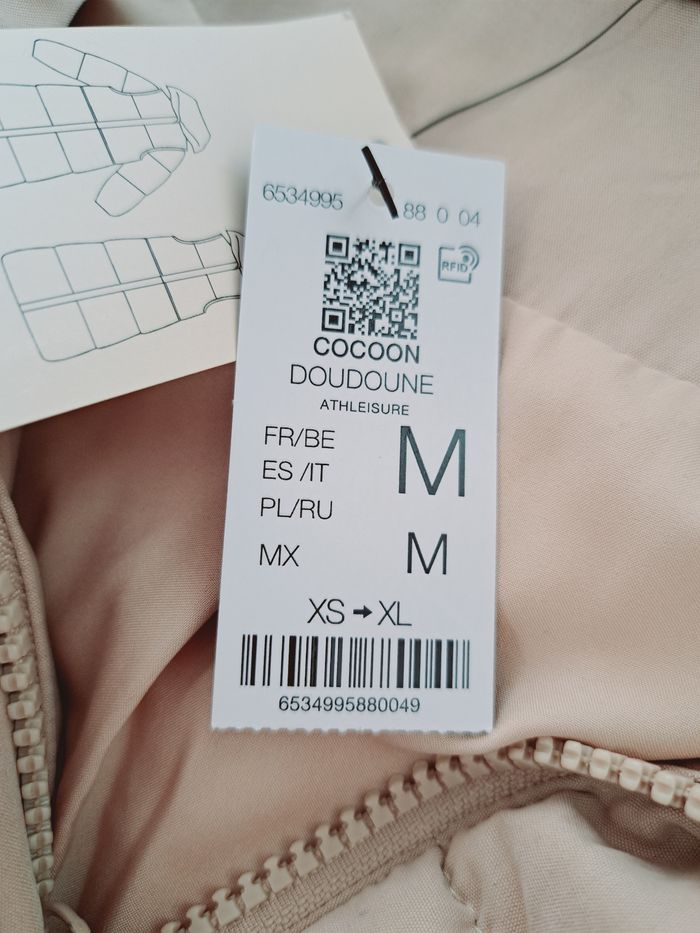 6534995 88 0 04
RFID
COCOON
DOUDOUNE
ATHLEISURE
FR/BE
ES /IT
PL/RU
M
MX M
XS → XL
6534995880049